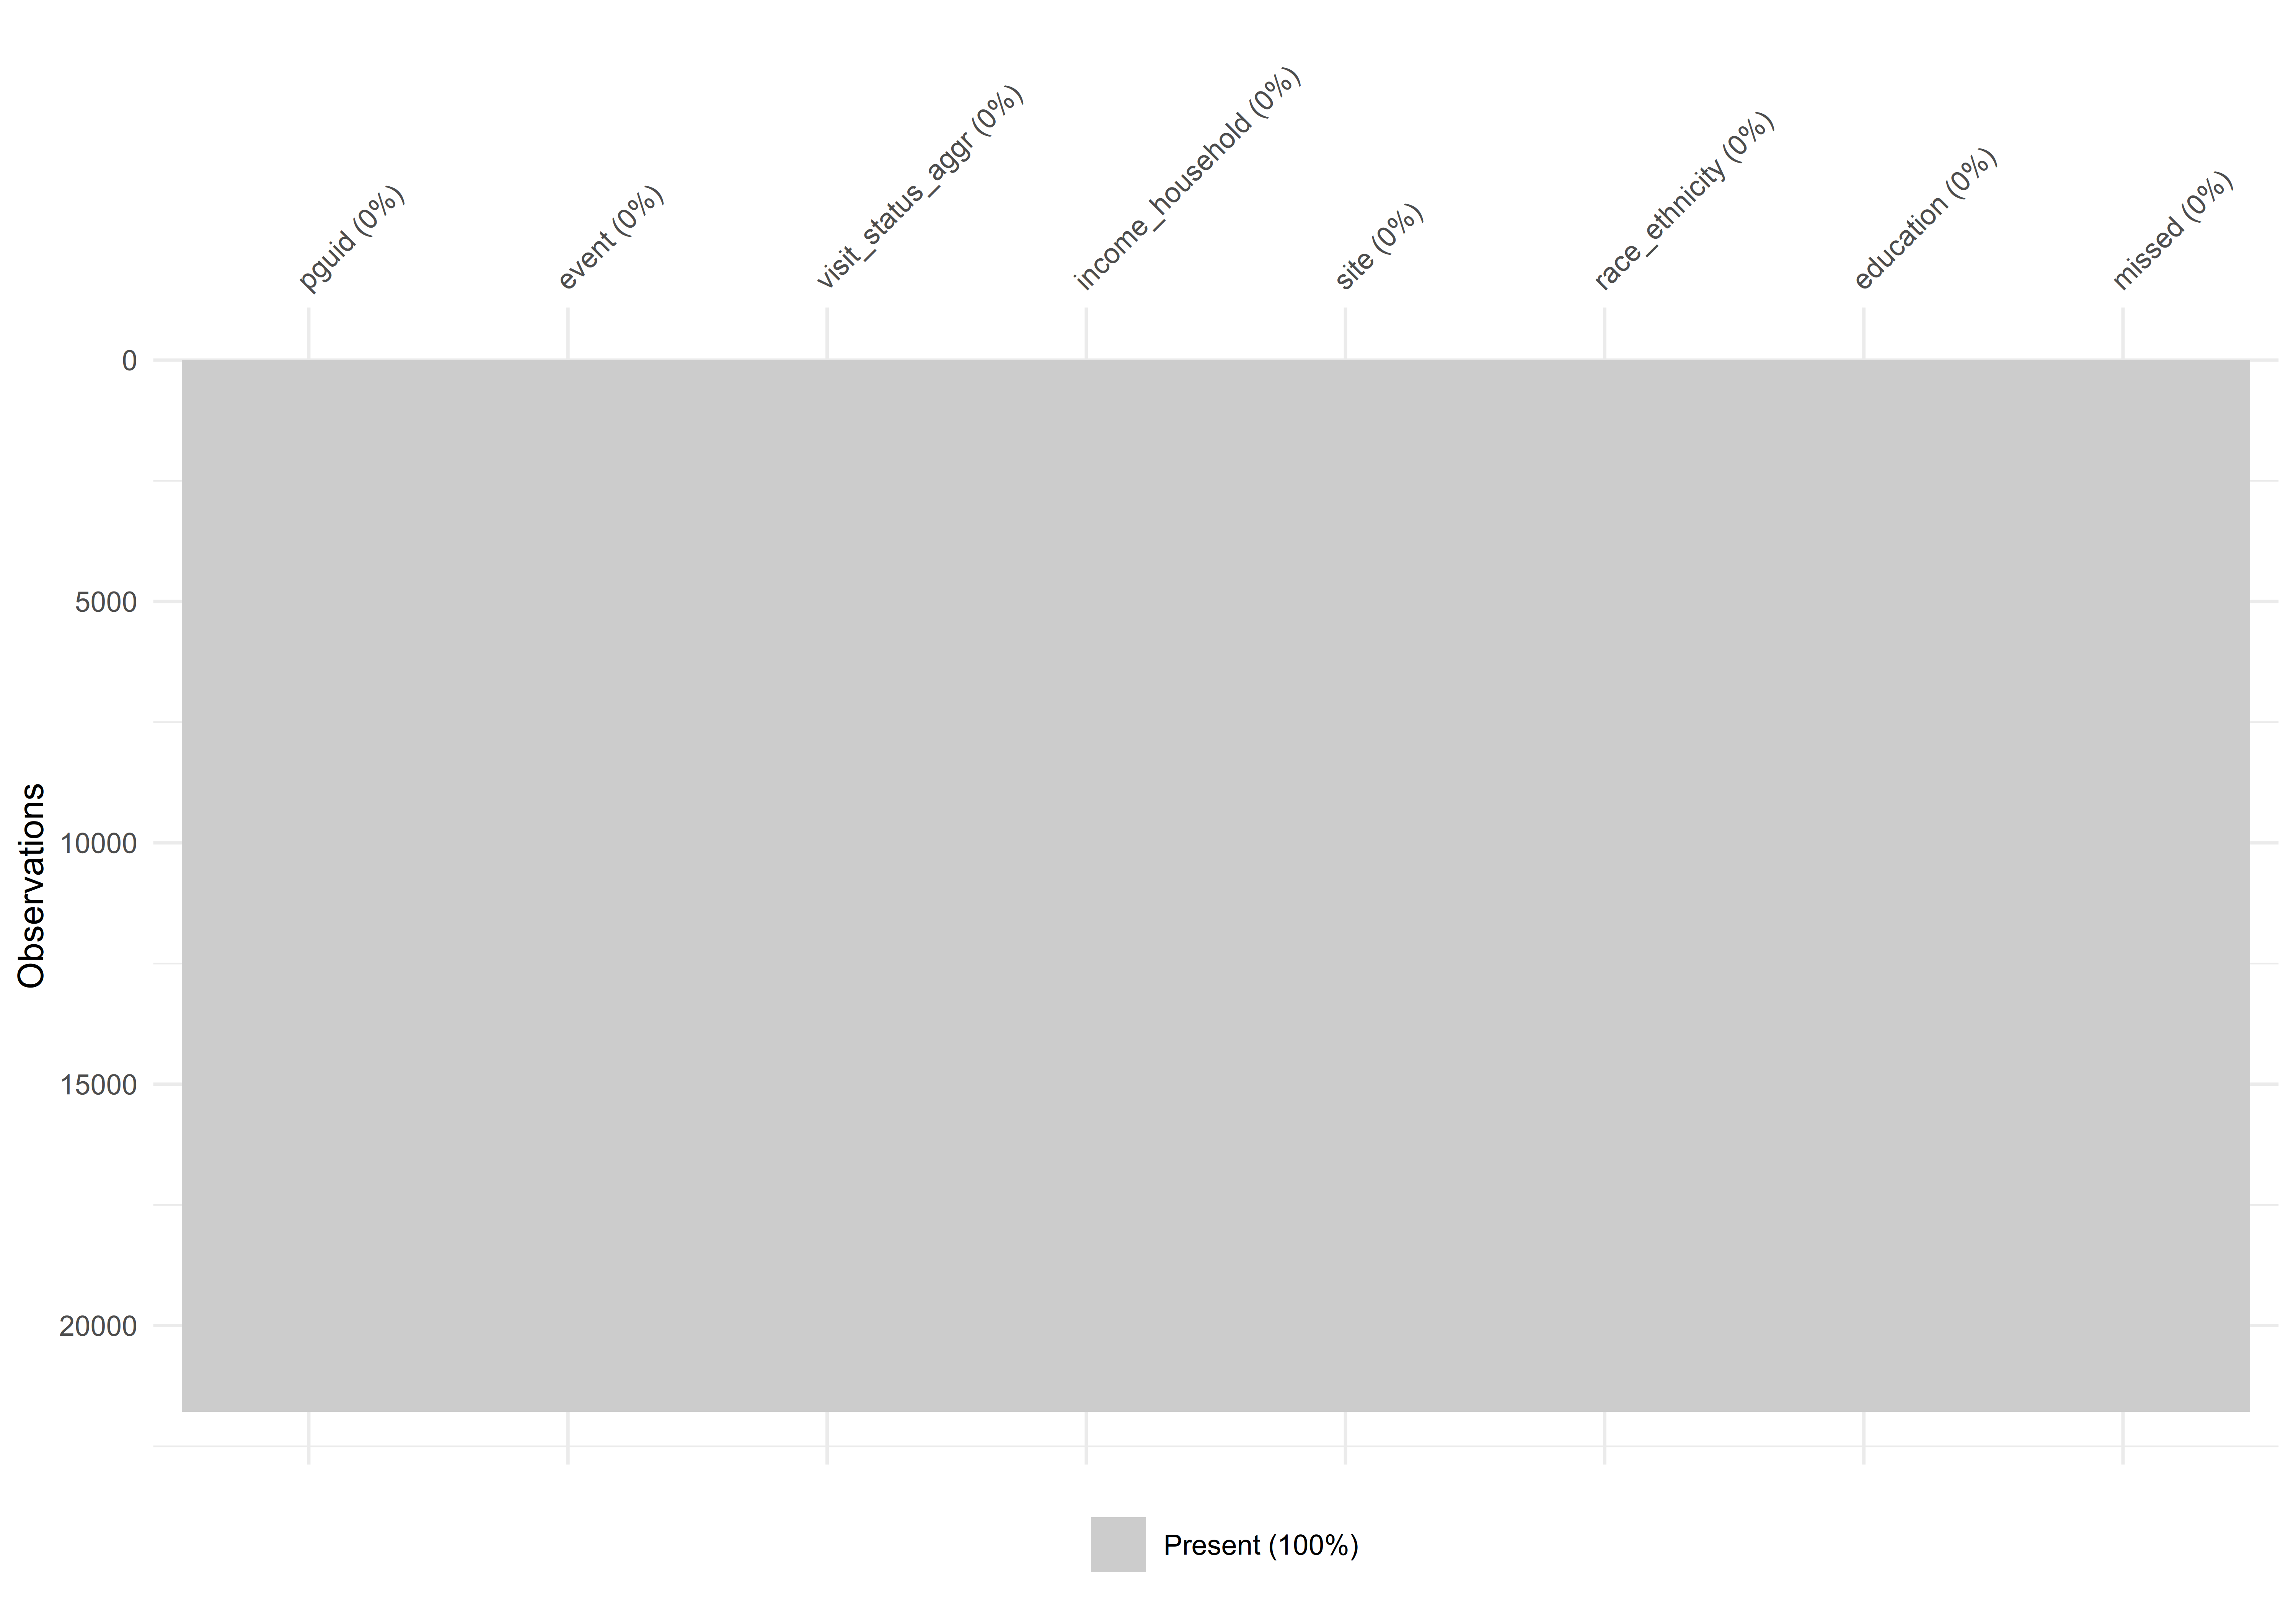 pguid (0%)
event (0%)
visit_status_aggr (0%)
income_household (0%)
site (0%)
race_ethnicity (0%)
education (0%)
missed (0%)
0
5000
10000
15000
20000
Observations
Present (100%)